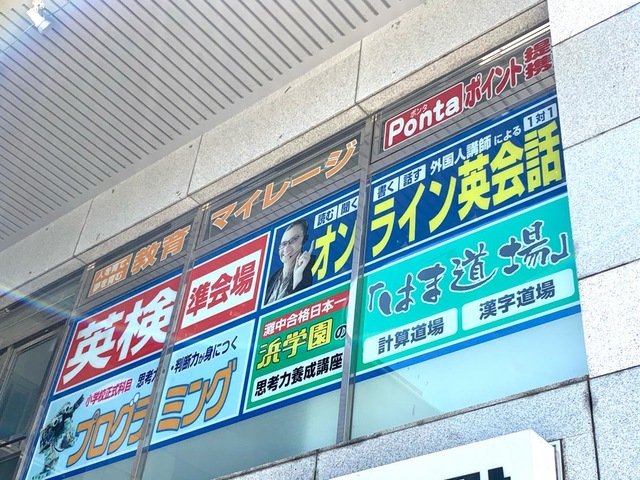 教育
マイレージ
ポンタ
Pontaポイント提携
英検
準会場
読む 聞く 書く 話す 外国人講師による 1対1
オンライン英会話
小学校正式科目 思考力・判断力が身につく
プログラミング
灘中合格日本一
浜学園の
思考力養成講座
「はま道場」
計算道場
漢字道場